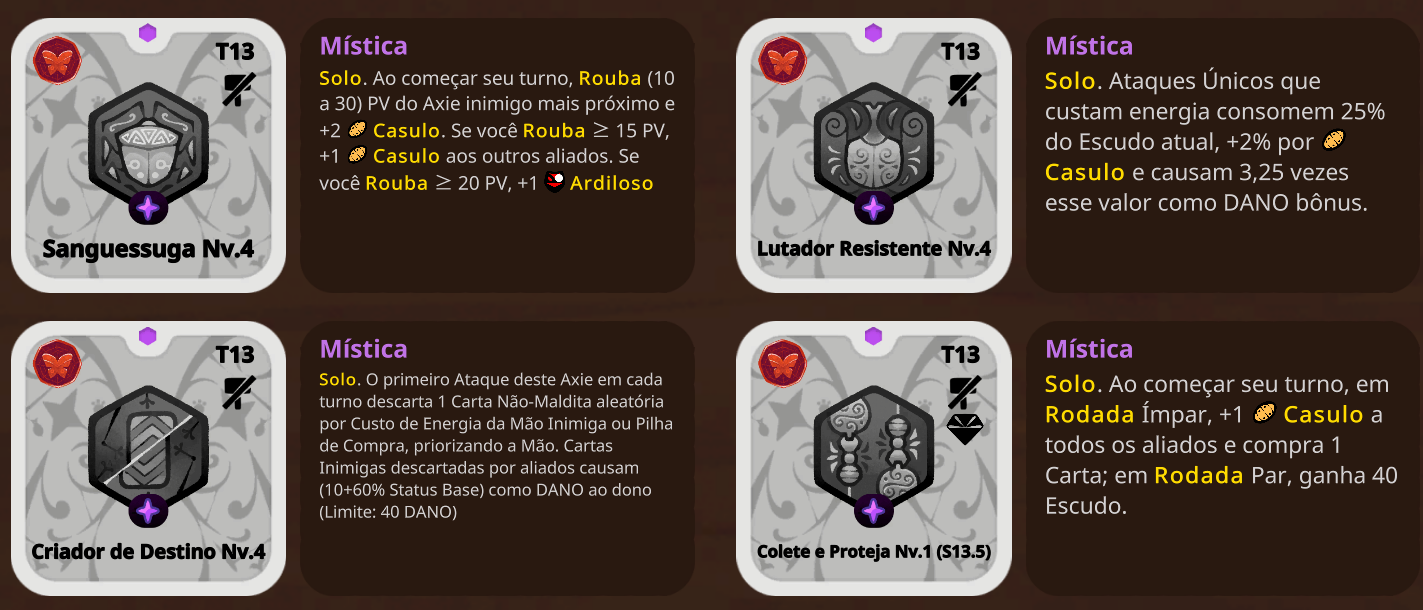 T13
Sanguessuga Nv.4
Mística
Solo. Ao começar seu turno, Rouba (10
a 30) PV do Axie inimigo mais próximo e
+2 Casulo. Se você Rouba ≥ 15 PV,
+1 Casulo aos outros aliados. Se
você Rouba ≥ 20 PV, +1 Ardiloso
T13
Lutador Resistente Nv.4
Mística
Solo. Ataques Únicos que
custam energia consomem 25%
do Escudo atual, +2% por
Casulo e causam 3,25 vezes
esse valor como DANO bônus.
T13
Criador de Destino Nv.4
Mística
Solo. O primeiro Ataque deste Axie em cada
turno descarta 1 Carta Não-Maldita aleatória
por Custo de Energia da Mão Inimiga ou Pilha
de Compra, priorizando a Mão. Cartas
Inimigas descartadas por aliados causam
(10+60% Status Base) como DANO ao dono
(Limite: 40 DANO)
T13
Colete e Proteja Nv.1 (S13.5)
Mística
Solo. Ao começar seu turno, em
Rodada Ímpar, +1 Casulo a
todos os aliados e compra 1
Carta; em Rodada Par, ganha 40
Escudo.